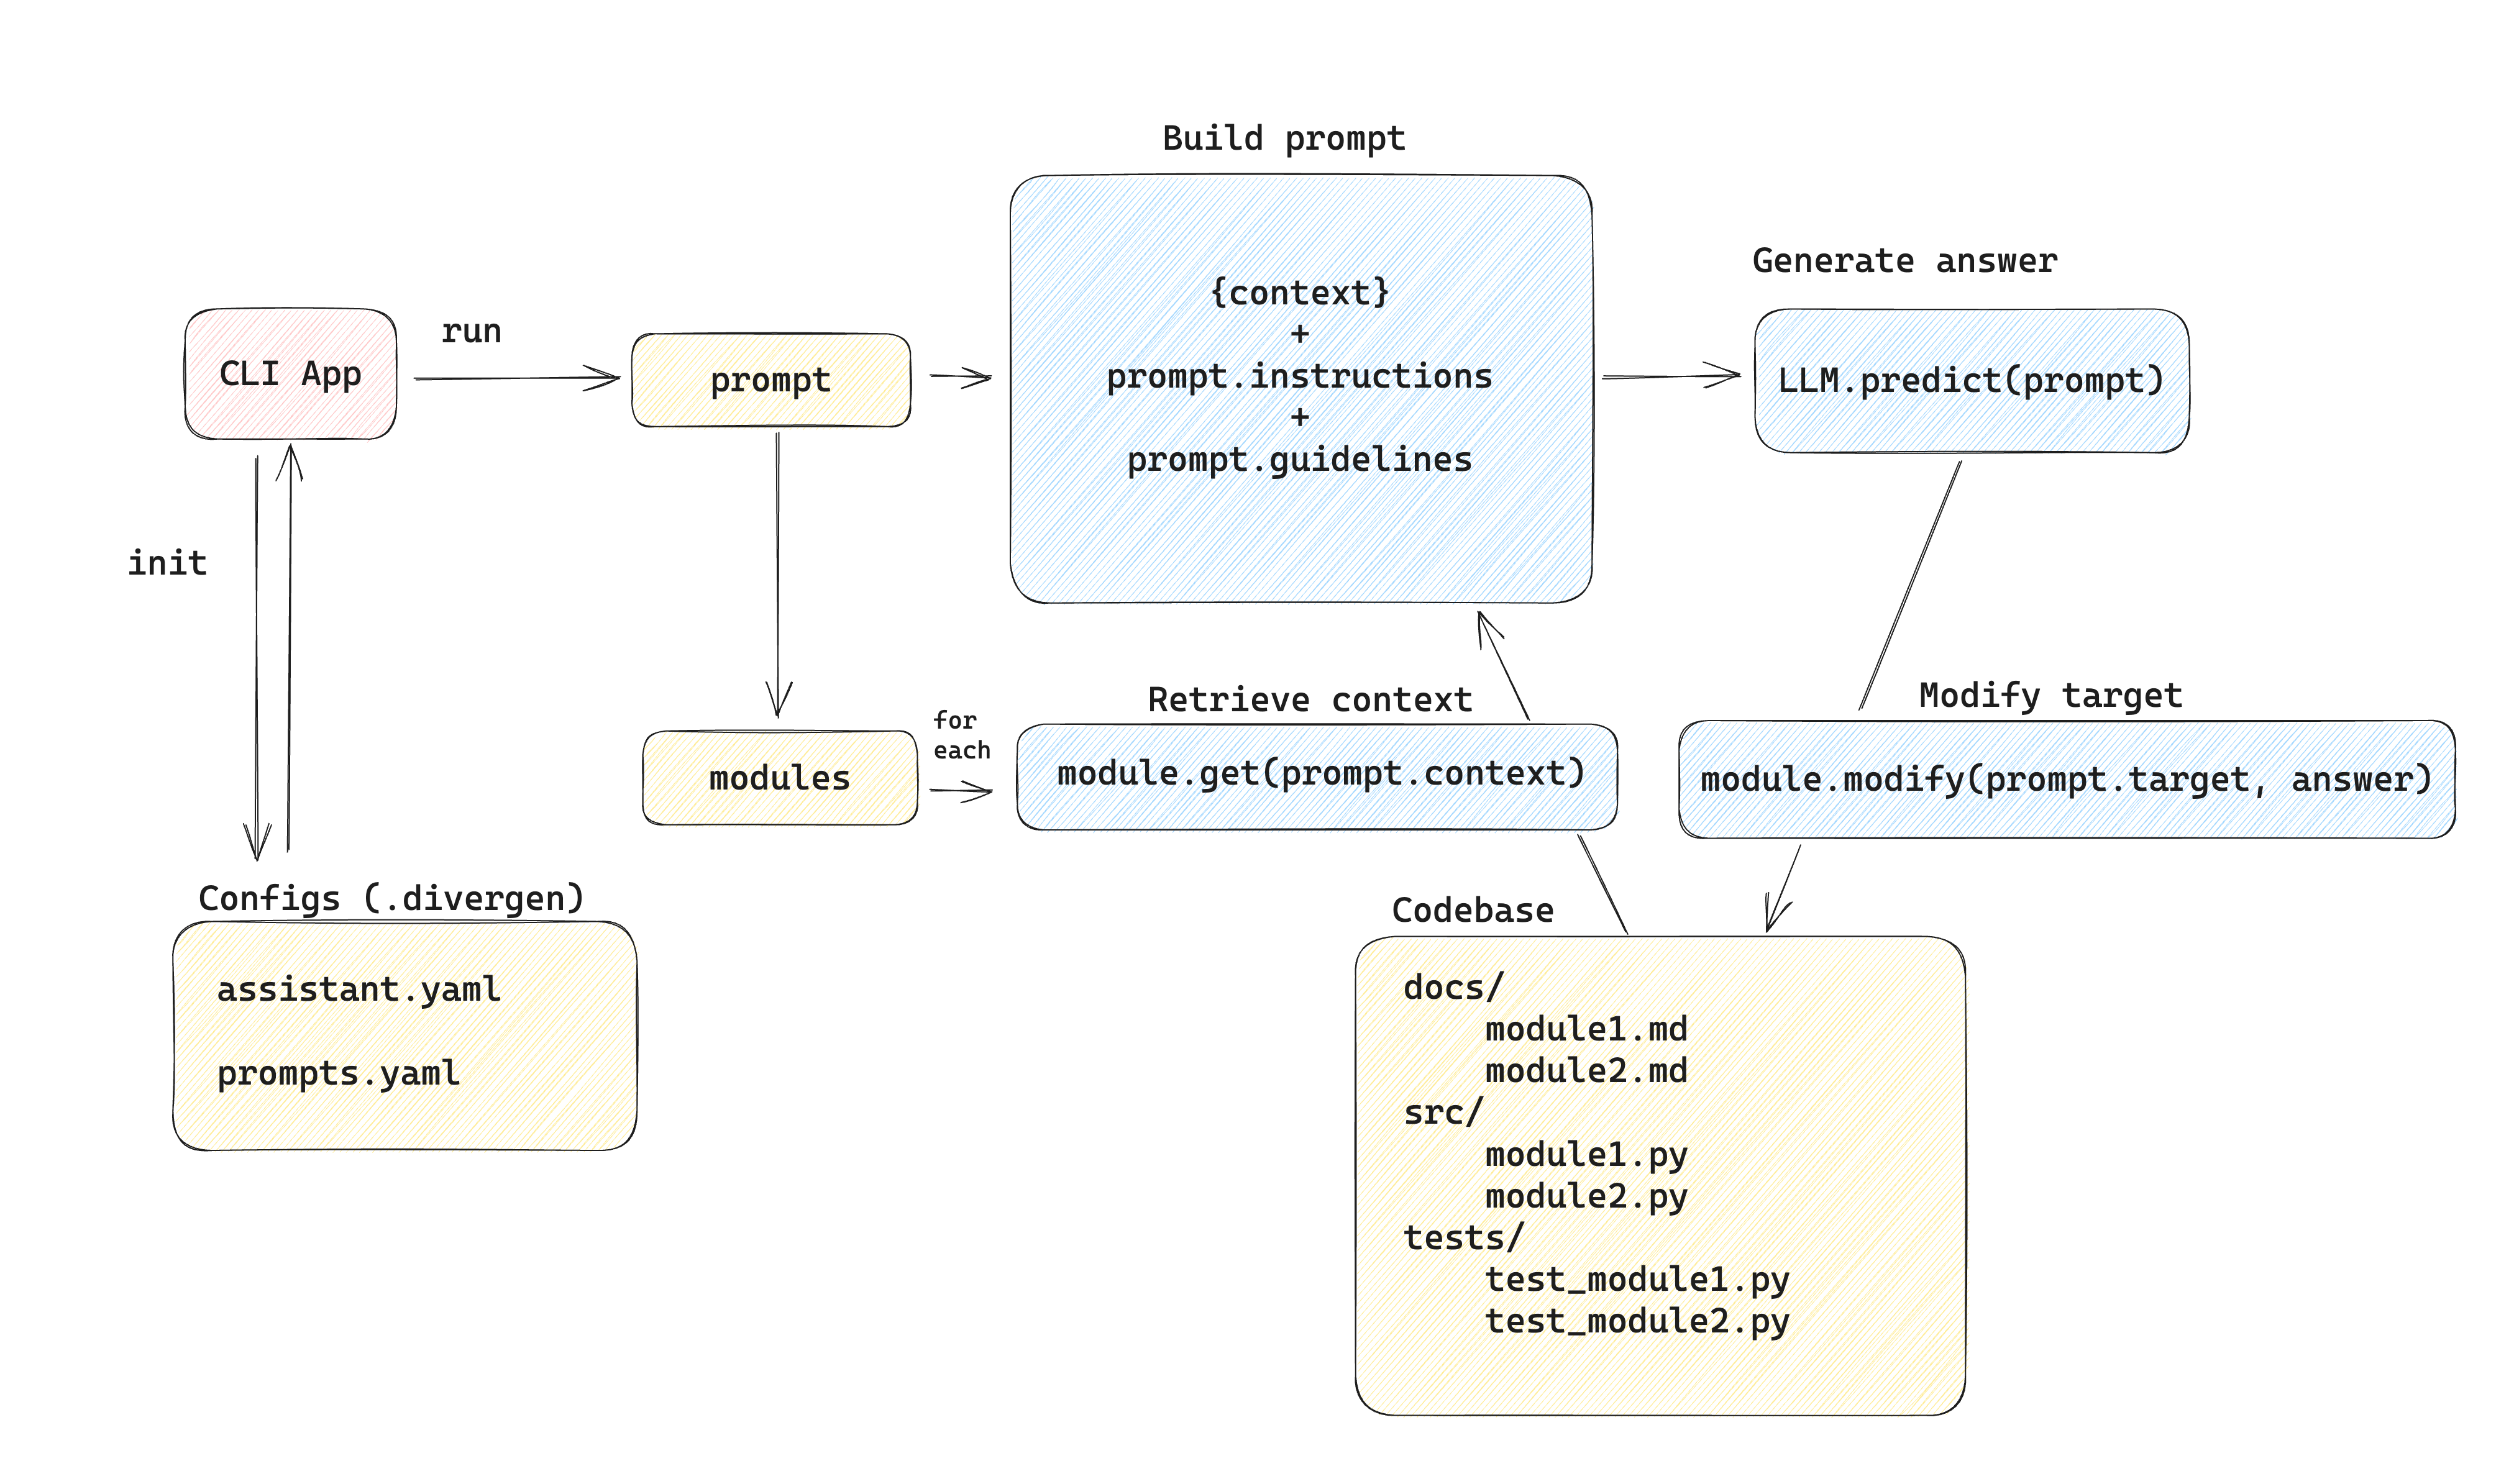 Build prompt
{context}
+
prompt.instructions
+
prompt.guidelines
Generate answer
LLM.predict(prompt)
CLI App
run
prompt
init
Retrieve context
for
each
modules
module.get(prompt.context)
Modify target
module.modify(prompt.target, answer)
Configs (.divergen)
assistant.yaml
prompts.yaml
Codebase
docs/
module1.md
module2.md
src/
module1.py
module2.py
tests/
test_module1.py
test_module2.py